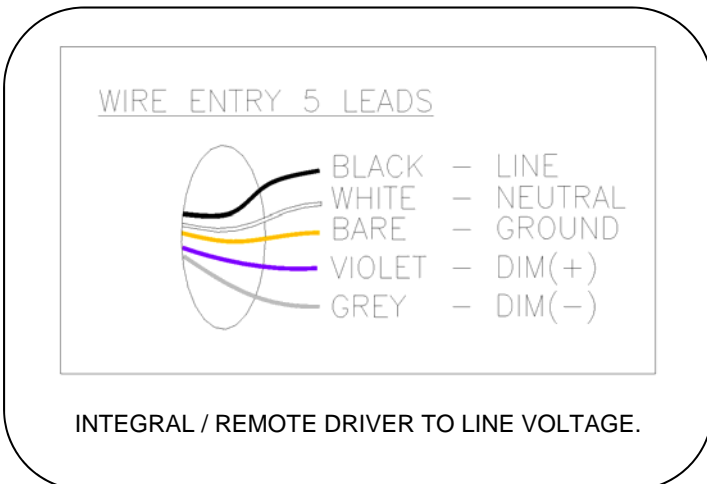 WIRE ENTRY 5 LEADS
BLACK – LINE
WHITE – NEUTRAL
BARE – GROUND
VIOLET – DIM(+)
GREY – DIM(–)
INTEGRAL / REMOTE DRIVER TO LINE VOLTAGE.